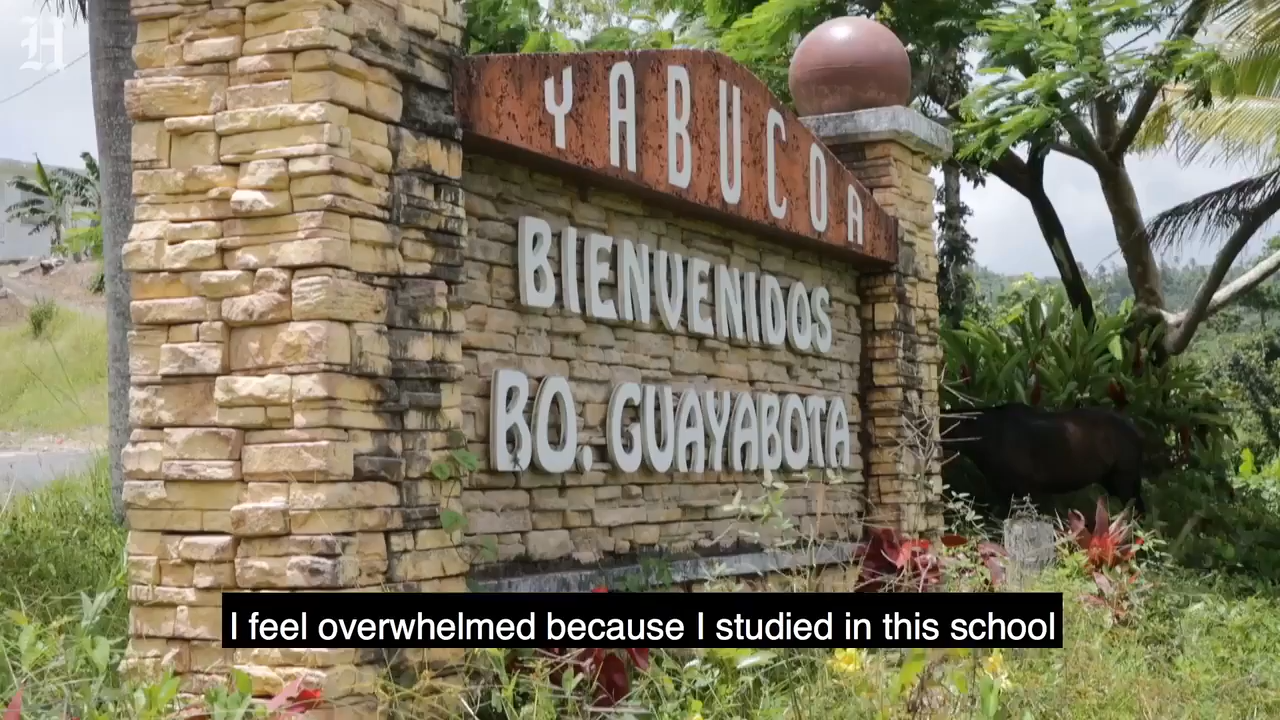 H
YABUCOA
BIENVENIDOS
BO. GUAYABOTA
I feel overwhelmed because I studied in this school